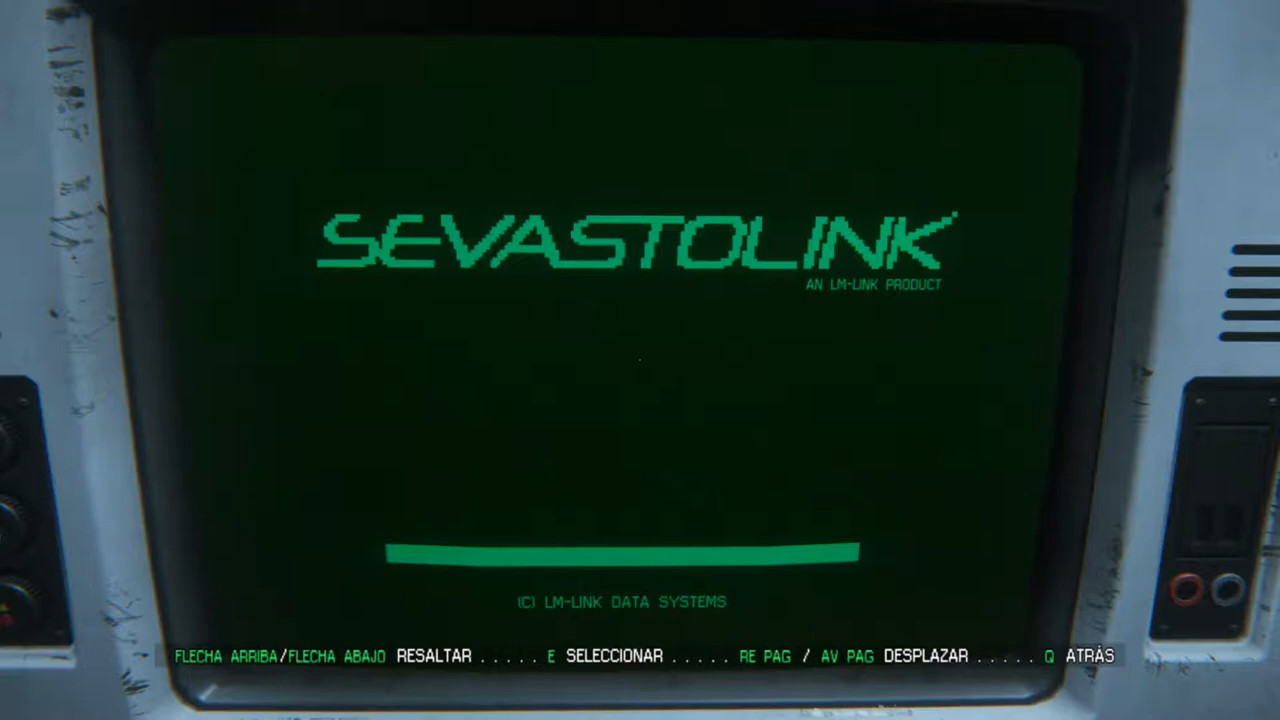 SEVASTOLINK
AN LM-LINK PRODUCT
(C) LM-LINK DATA SYSTEMS
FLECHA ARRIBA/FLECHA ABAJO RESALTAR ..... E SELECCIONAR ..... RE PAG / AV PAG DESPLAZAR ..... Q ATRÁS